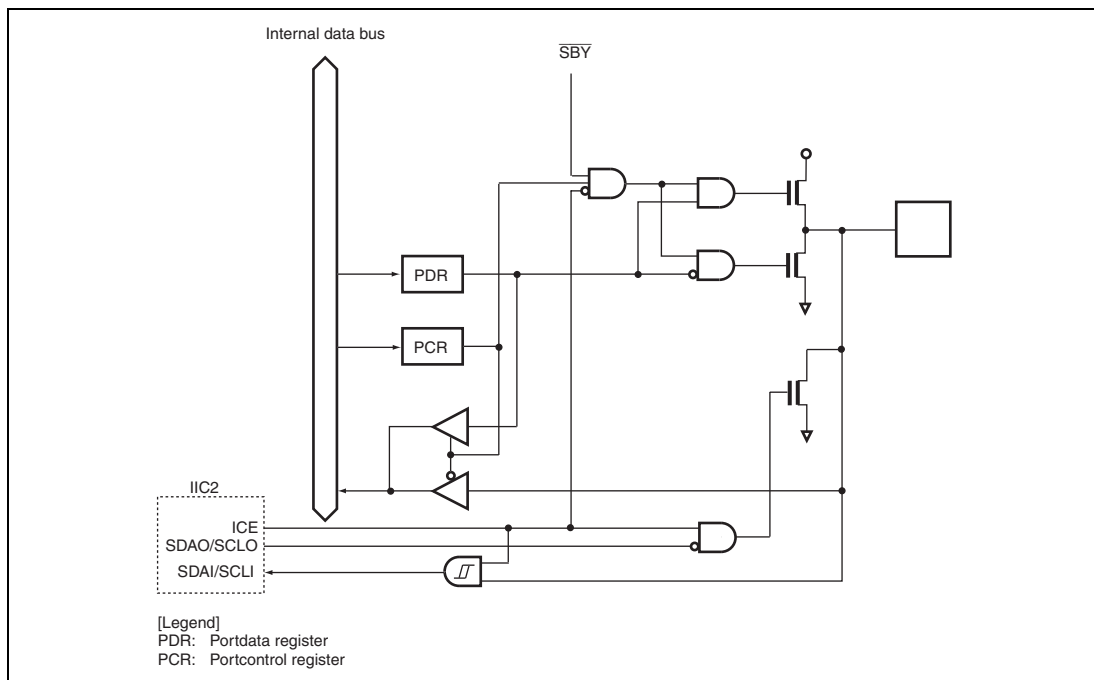 Internal data bus
SBY
PDR
PCR
IIC2
ICE
SDAO/SCLO
SDAI/SCLI
[Legend]
PDR: Portdata register
PCR: Portcontrol register